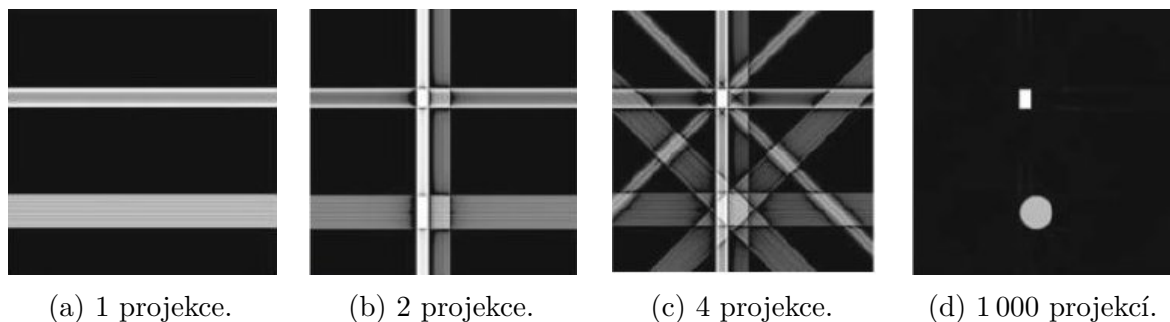 (a) 1 projekce.
(b) 2 projekce.
(c) 4 projekce.
(d) 1 000 projekcí.